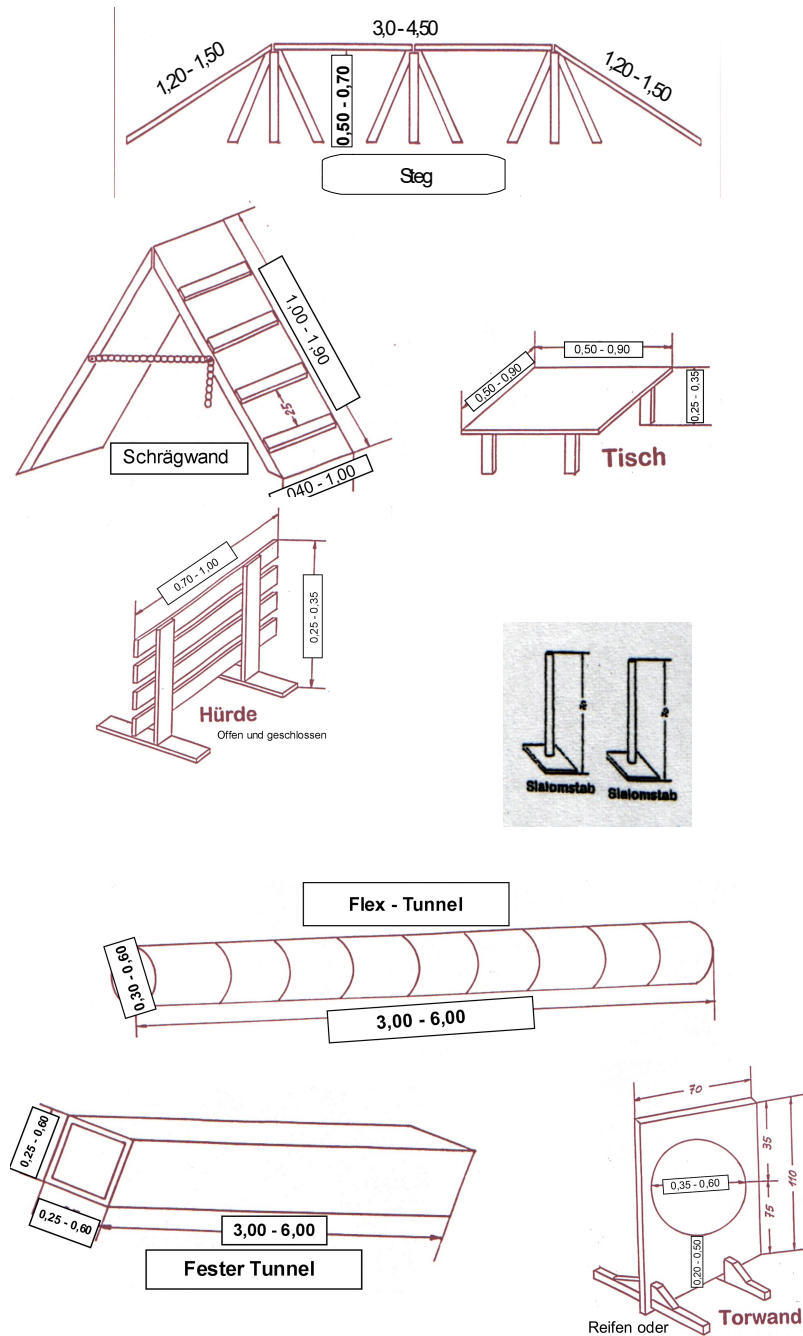 3,0-4,50
1,20 - 1,50
0,50 - 0,70
1,20 - 1,50
Steg
1,00 - 1,90
25
Schrägwand
040 - 1,00
0,50 - 0,90
0,50 - 0,90
0,25 - 0,35
Tisch
0.70 - 1,00
0,25 - 0,35
Hürde
Offen und geschlossen
Slalomstab
Slalomstab
Flex - Tunnel
0,30 - 0,60
3,00 - 6,00
0,25 - 0,60
0,25 - 0,60
3,00 - 6,00
Fester Tunnel
70
35
110
0,35 - 0,60
75
0,20 - 0,50
Torwand
Reifen oder